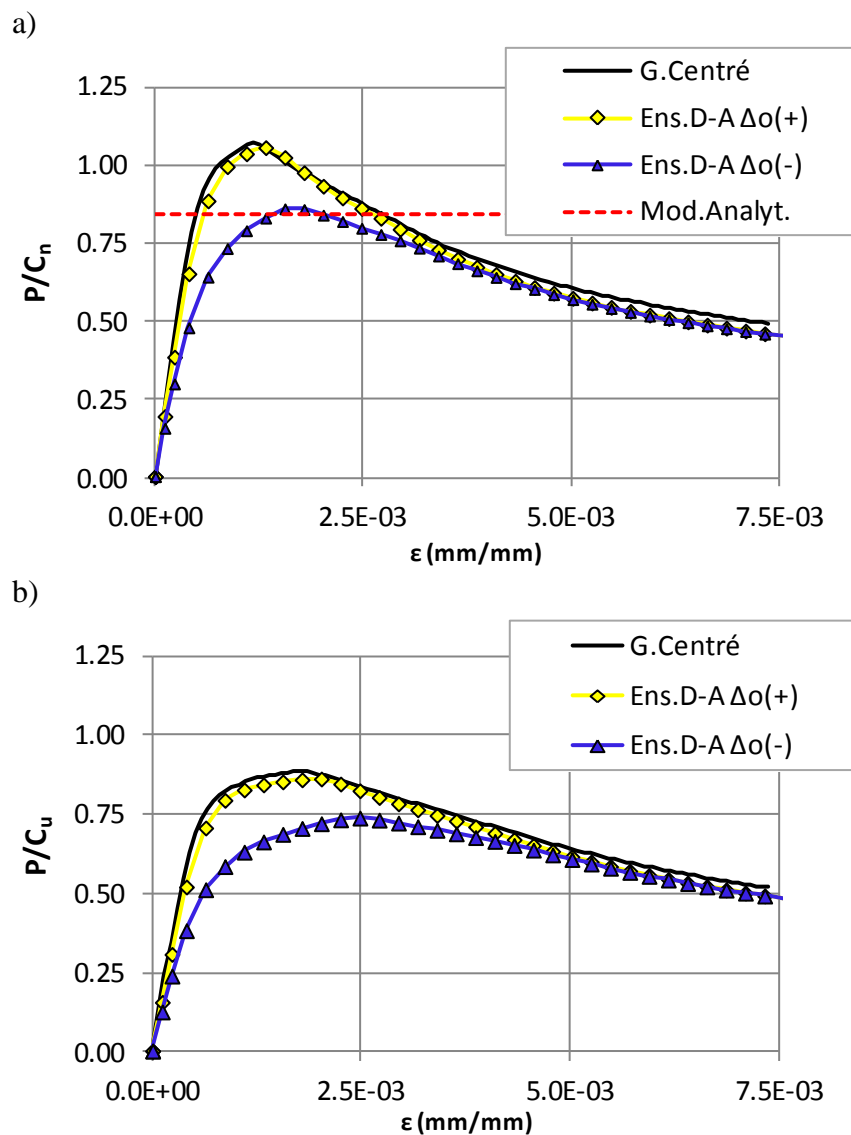 a)
G.Centré
Ens.D-A Δo(+)
Ens.D-A Δo(-)
Mod.Analyt.
1.25
1.00
0.75
0.50
0.25
0.00
P/Cn
0.0E+00 2.5E-03 5.0E-03 7.5E-03
ε (mm/mm)
b)
G.Centré
Ens.D-A Δo(+)
Ens.D-A Δo(-)
1.25
1.00
0.75
0.50
0.25
0.00
P/Cu
0.0E+00 2.5E-03 5.0E-03 7.5E-03
ε (mm/mm)